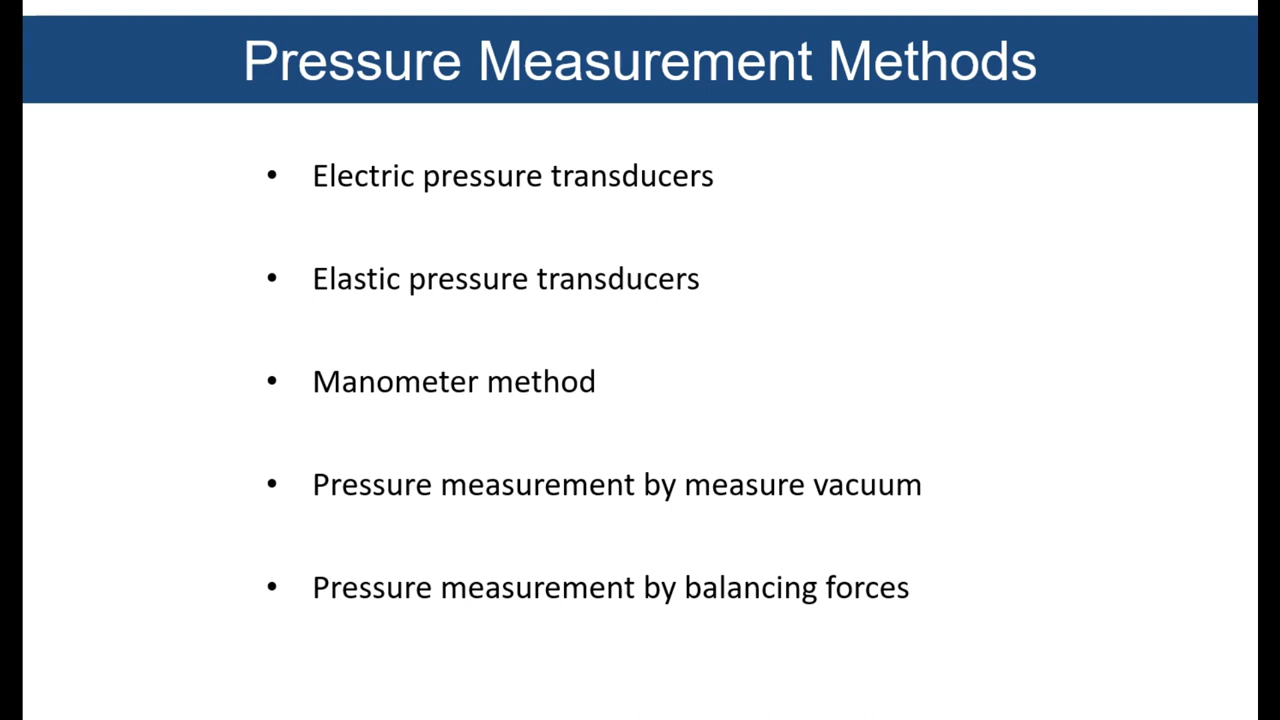 Pressure Measurement Methods
• Electric pressure transducers
• Elastic pressure transducers
• Manometer method
• Pressure measurement by measure vacuum
• Pressure measurement by balancing forces